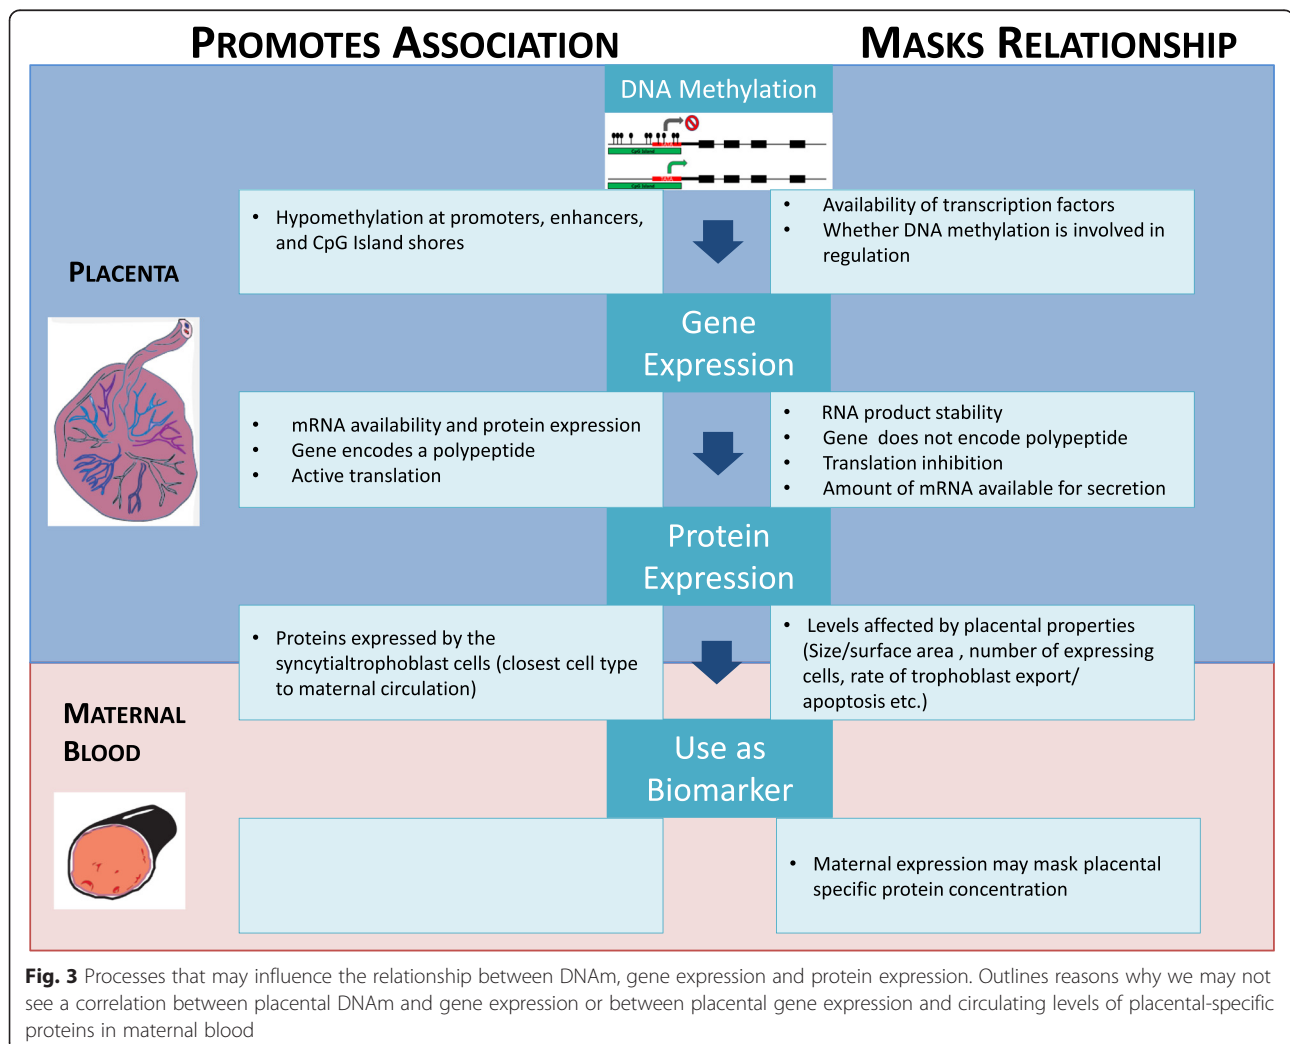 PROMOTES ASSOCIATION
MASKS RELATIONSHIP
DNA Methylation
TATA
CpG Island
TATA
CpG Island
• Hypomethylation at promoters, enhancers,
and CpG Island shores
• Availability of transcription factors
• Whether DNA methylation is involved in
regulation
PLACENTA
Gene
Expression
• mRNA availability and protein expression
• Gene encodes a polypeptide
• Active translation
• RNA product stability
• Gene does not encode polypeptide
• Translation inhibition
• Amount of mRNA available for secretion
Protein
Expression
• Proteins expressed by the
syncytialtrophoblast cells (closest cell type
to maternal circulation)
• Levels affected by placental properties
(Size/surface area , number of expressing
cells, rate of trophoblast export/
apoptosis etc.)
MATERNAL
BLOOD
Use as
Biomarker
• Maternal expression may mask placental
specific protein concentration
Fig. 3 Processes that may influence the relationship between DNAm, gene expression and protein expression. Outlines reasons why we may not
see a correlation between placental DNAm and gene expression or between placental gene expression and circulating levels of placental-specific
proteins in maternal blood